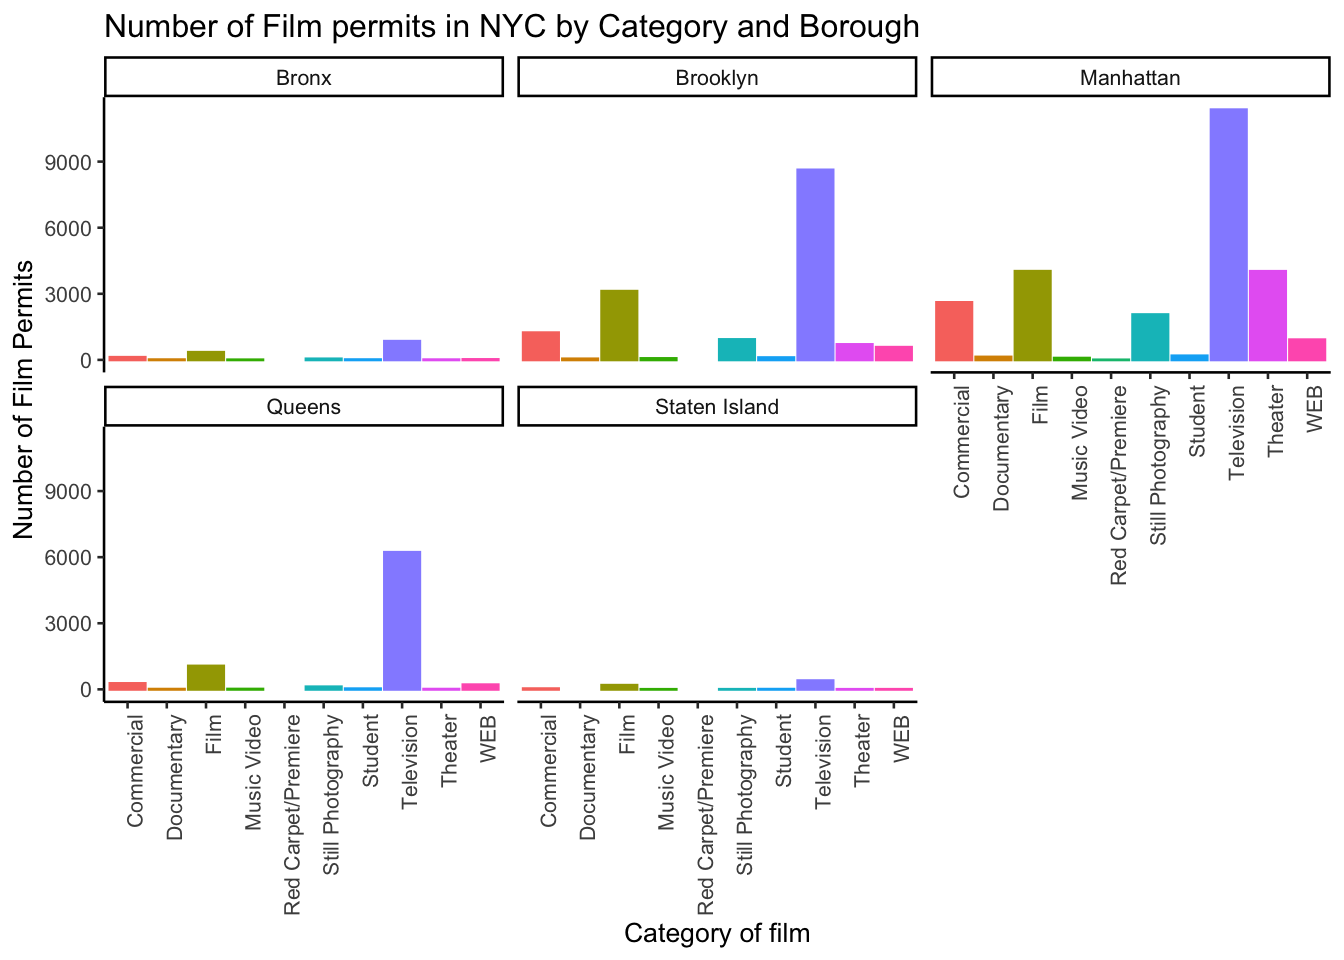 Number of Film permits in NYC by Category and Borough
Bronx
Brooklyn
Manhattan
9000
6000
3000
0
Commercial
Documentary
Film
Music Video
Red Carpet/Premiere
Still Photography
Student
Television
Theater
WEB
Queens
Staten Island
9000
6000
3000
0
Commercial
Documentary
Film
Music Video
Red Carpet/Premiere
Still Photography
Student
Television
Theater
WEB
Commercial
Documentary
Film
Music Video
Red Carpet/Premiere
Still Photography
Student
Television
Theater
WEB
Number of Film Permits
Category of film